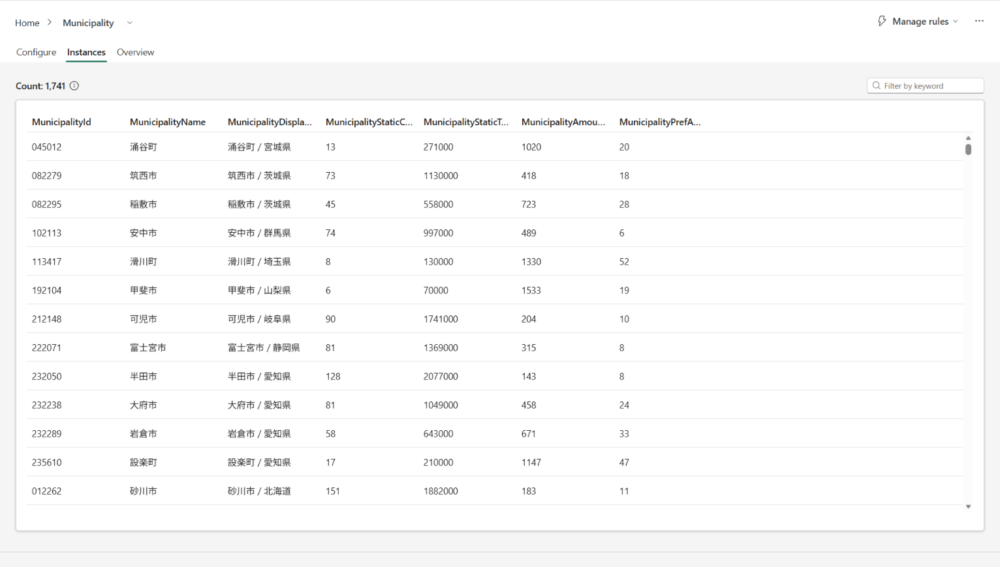 Home > Municipality
Manage rules
Configure Instances Overview
Count: 1,741
Filter by keyword
MunicipalityId MunicipalityName MunicipalityDispla... MunicipalityStaticC... MunicipalityStaticT... MunicipalityAmou... MunicipalityPrefA...
045012 涌谷町 涌谷町 / 宮城県 13 271000 1020 20
082279 筑西市 筑西市 / 茨城県 73 1130000 418 18
082295 稲敷市 稲敷市 / 茨城県 45 558000 723 28
102113 安中市 安中市 / 群馬県 74 997000 489 6
113417 滑川町 滑川町 / 埼玉県 8 130000 1330 52
192104 甲斐市 甲斐市 / 山梨県 6 70000 1533 19
212148 可児市 可児市 / 岐阜県 90 1741000 204 10
222071 富士宮市 富士宮市 / 静岡県 81 1369000 315 8
232050 半田市 半田市 / 愛知県 128 2077000 143 8
232238 大府市 大府市 / 愛知県 81 1049000 458 24
232289 岩倉市 岩倉市 / 愛知県 58 643000 671 33
235610 設楽町 設楽町 / 愛知県 17 210000 1147 47
012262 砂川市 砂川市 / 北海道 151 1882000 183 11